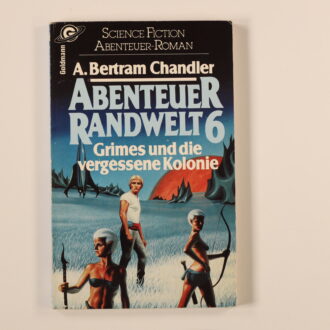 Goldmann
SCIENCE FICTION
ABENTEUER-ROMAN
A. Bertram Chandler
ABENTEUER
RANDWELT 6
Grimes und die
vergessene Kolonie